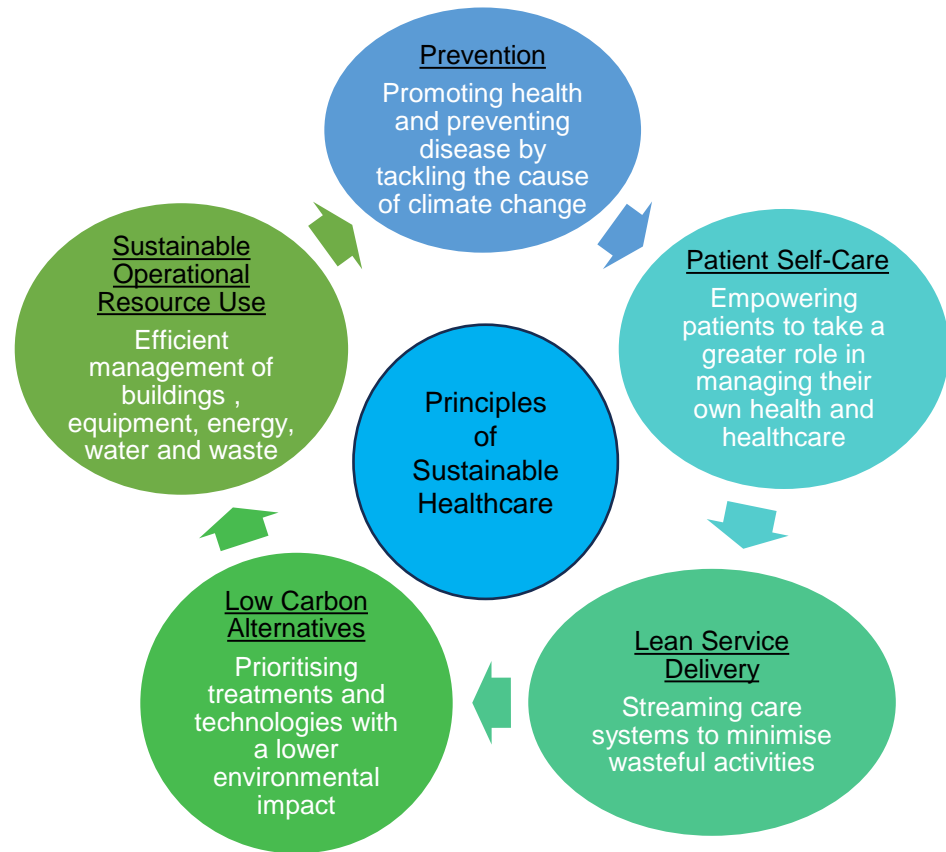 Prevention
Promoting health
and preventing
disease by
tackling the cause
of climate change
Patient Self-Care
Empowering
patients to take a
greater role in
managing their
own health and
healthcare
Lean Service
Delivery
Streaming care
systems to minimise
wasteful activities
Low Carbon
Alternatives
Prioritising
treatments and
technologies with
a lower
environmental
impact
Sustainable
Operational
Resource Use
Efficient
management of
buildings ,
equipment, energy,
water and waste
Principles
of
Sustainable
Healthcare